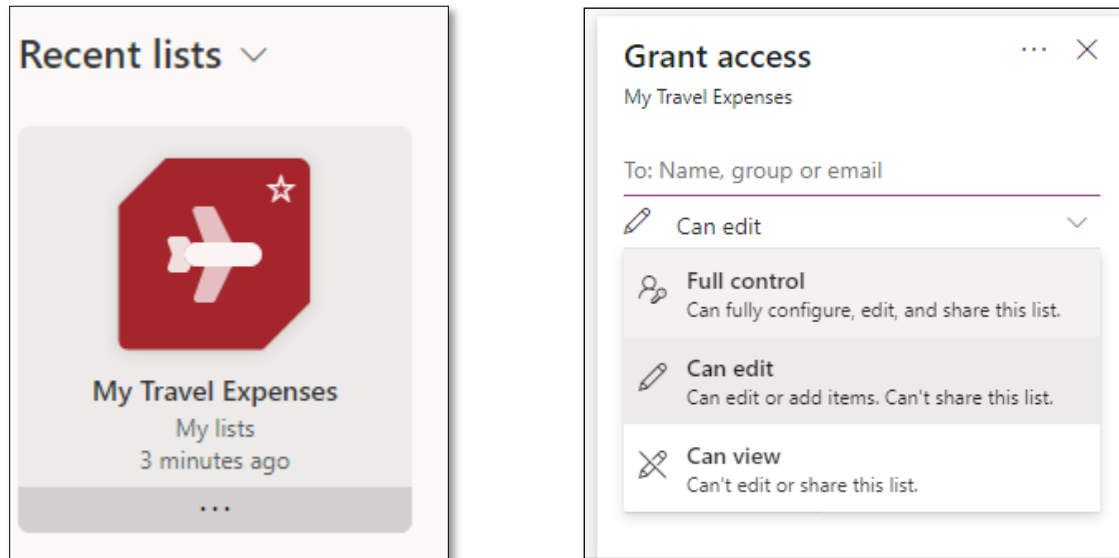 Recent lists
My Travel Expenses
My lists
3 minutes ago
...
Grant access
...
My Travel Expenses
To: Name, group or email
Can edit
Full control
Can fully configure, edit, and share this list.
Can edit
Can edit or add items. Can't share this list.
Can view
Can't edit or share this list.